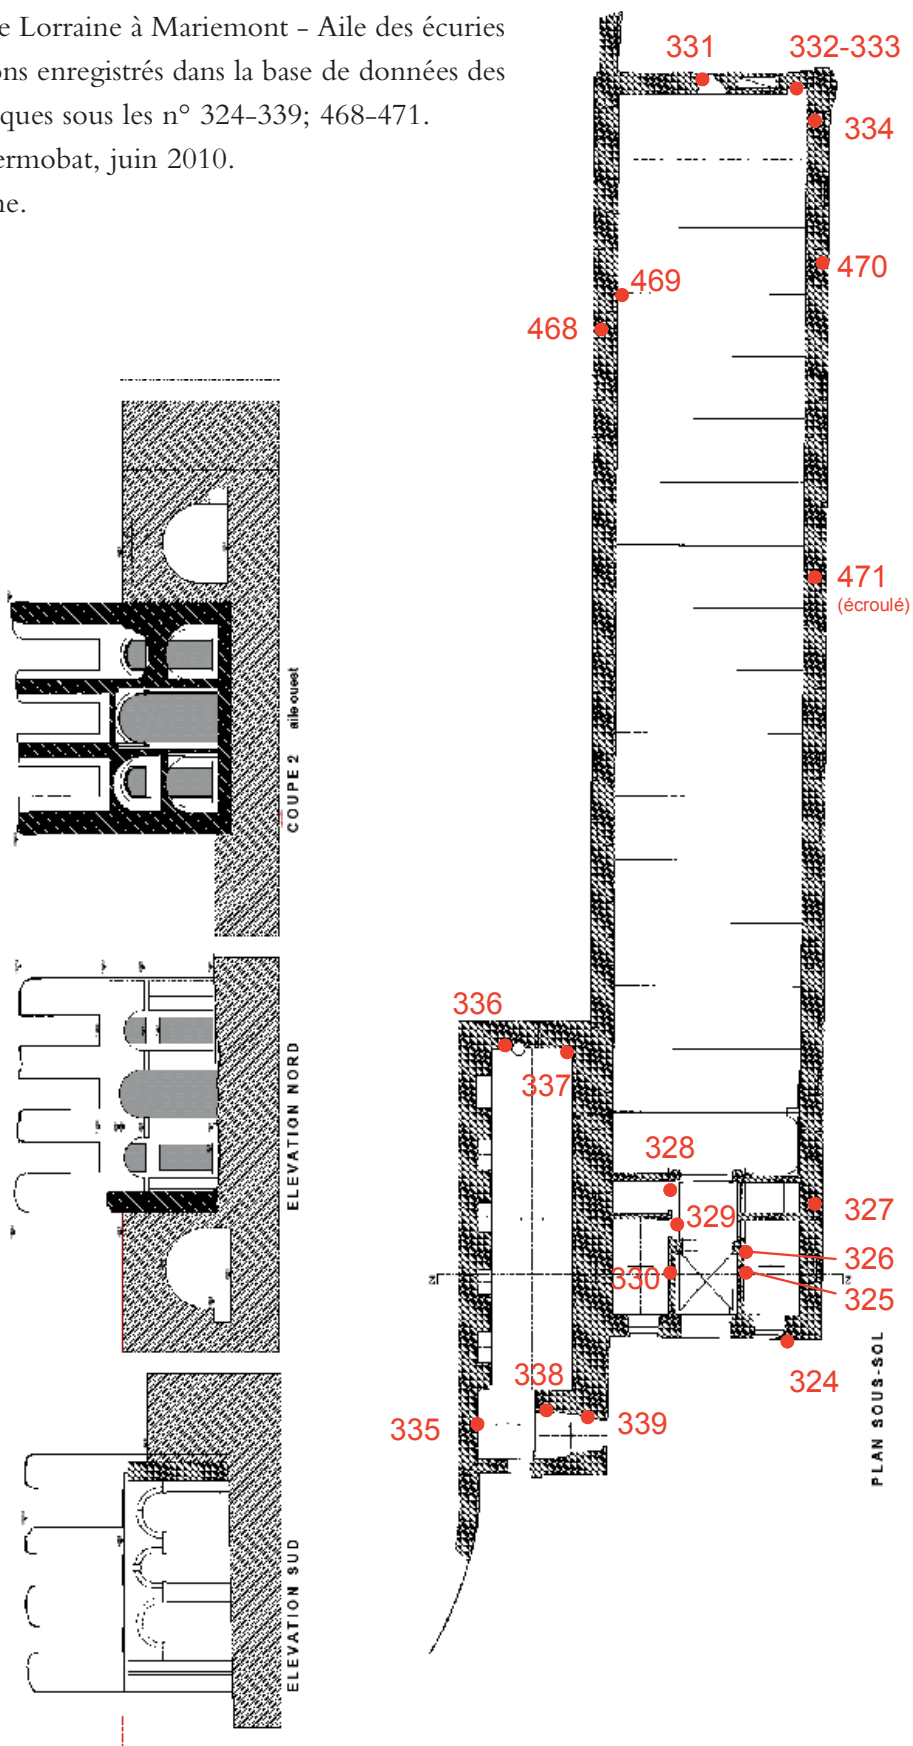 e Lorraine à Mariemont - Aile des écuries
ons enregistrés dans la base de données des
ques sous les n° 324-339; 468-471.
ermobat, juin 2010.
ne.
331
332-333
334
470
469
468
471
(écroulé)
COUPE 2 aile ouest
336
337
ELEVATION NORD
328
327
329
326
330
325
324
338
335
339
PLAN SOUS-SOL
ELEVATION SUD